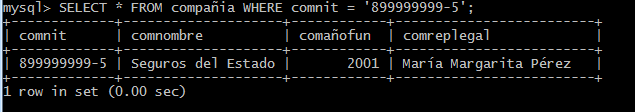 mysql> SELECT * FROM compañia WHERE comnit = '899999999-5';
+-------------+--------------------+-----------+-----------------------+
| comnit      | comnombre          | comañofun | comreplegal           |
+-------------+--------------------+-----------+-----------------------+
| 899999999-5 | Seguros del Estado |      2001 | María Margarita Pérez |
+-------------+--------------------+-----------+-----------------------+
1 row in set (0.00 sec)